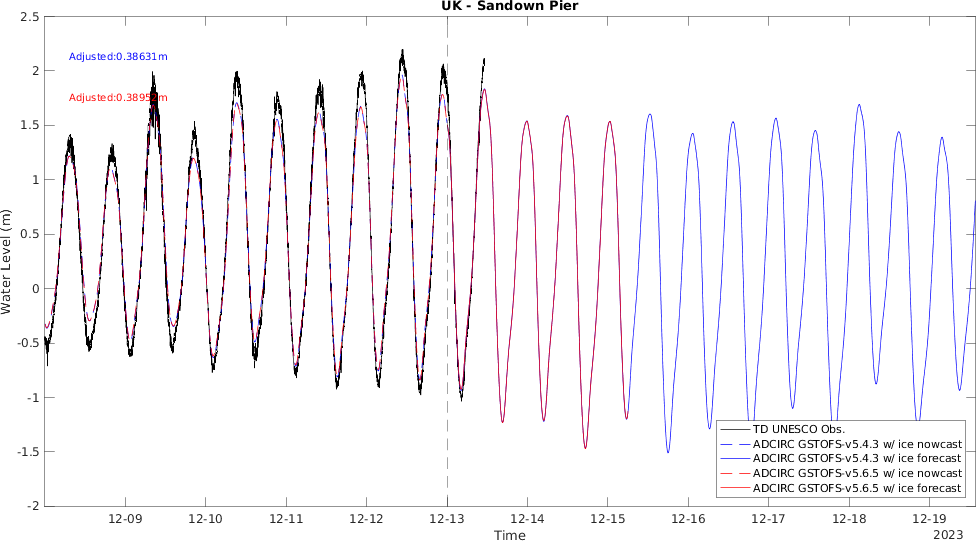 UK - Sandown Pier
2.5
2
1.5
1
0.5
0
-0.5
-1
-1.5
-2
Water Level (m)
Adjusted:0.38631m
Adjusted:0.389
TD UNESCO Obs.
ADCIRC GSTOFS-v5.4.3 w/ ice nowcast
ADCIRC GSTOFS-v5.4.3 w/ ice forecast
ADCIRC GSTOFS-v5.6.5 w/ ice nowcast
ADCIRC GSTOFS-v5.6.5 w/ ice forecast
12-09 12-10 12-11 12-12 12-13 12-14 12-15 12-16 12-17 12-18 12-19
Time
2023